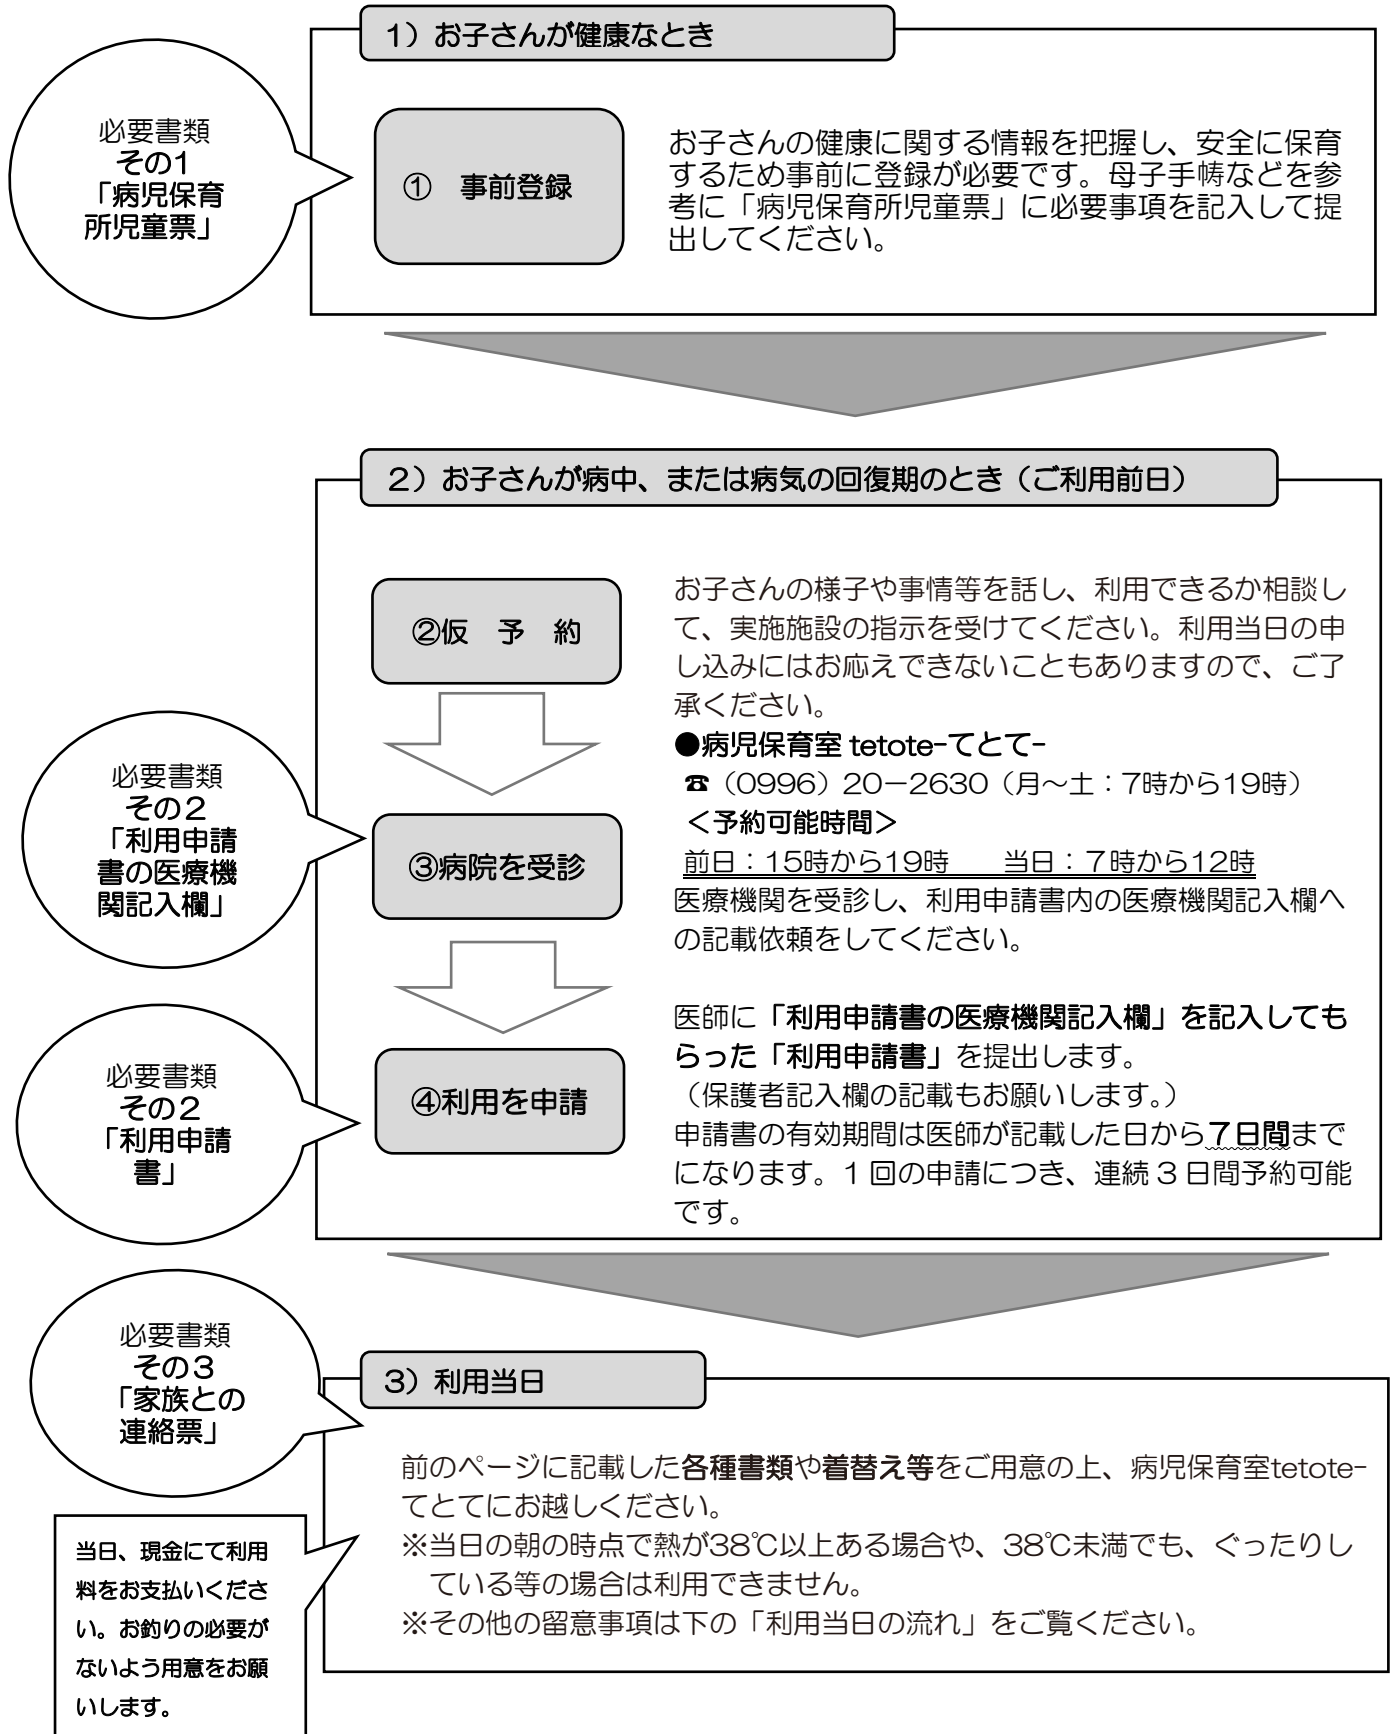 1）お子さんが健康なとき
必要書類
その1
「病児保育
所児童票」
①　事前登録
お子さんの健康に関する情報を把握し、安全に保育
するため事前に登録が必要です。母子手帳などを参
考に「病児保育所児童票」に必要事項を記入して提
出してください。
2）お子さんが病中、または病気の回復期のとき（ご利用前日）
②仮　予　約
お子さんの様子や事情等を話し、利用できるか相談し
て、実施施設の指示を受けてください。利用当日の申
し込みにはお応えできないこともありますので、ご了
承ください。
●病児保育室 tetote-てとて-
☎（0996）20－2630（月～土：7時から19時）
＜予約可能時間＞
前日：15時から19時　　当日：7時から12時
必要書類
その2
「利用申請
書の医療機
関記入欄」
③病院を受診
医療機関を受診し、利用申請書内の医療機関記入欄へ
の記載依頼をしてください。
必要書類
その2
「利用申請
書」
④利用を申請
医師に「利用申請書の医療機関記入欄」を記入しても
らった「利用申請書」を提出します。
（保護者記入欄の記載もお願いします。）
申請書の有効期間は医師が記載した日から7日間まで
になります。1回の申請につき、連続3日間予約可能
です。
必要書類
その3
「家族との
連絡票」
3）利用当日
前のページに記載した各種書類や着替え等をご用意の上、病児保育室tetote-
てとてにお越しください。
※当日の朝の時点で熱が38℃以上ある場合や、38℃未満でも、ぐったりし
ている等の場合は利用できません。
※その他の留意事項は下の「利用当日の流れ」をご覧ください。
当日、現金にて利用
料をお支払いくださ
い。お釣りの必要が
ないよう用意をお願
いします。